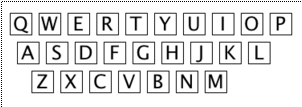 Q W E R T Y U I O P
A S D F G H J K L
Z X C V B N M